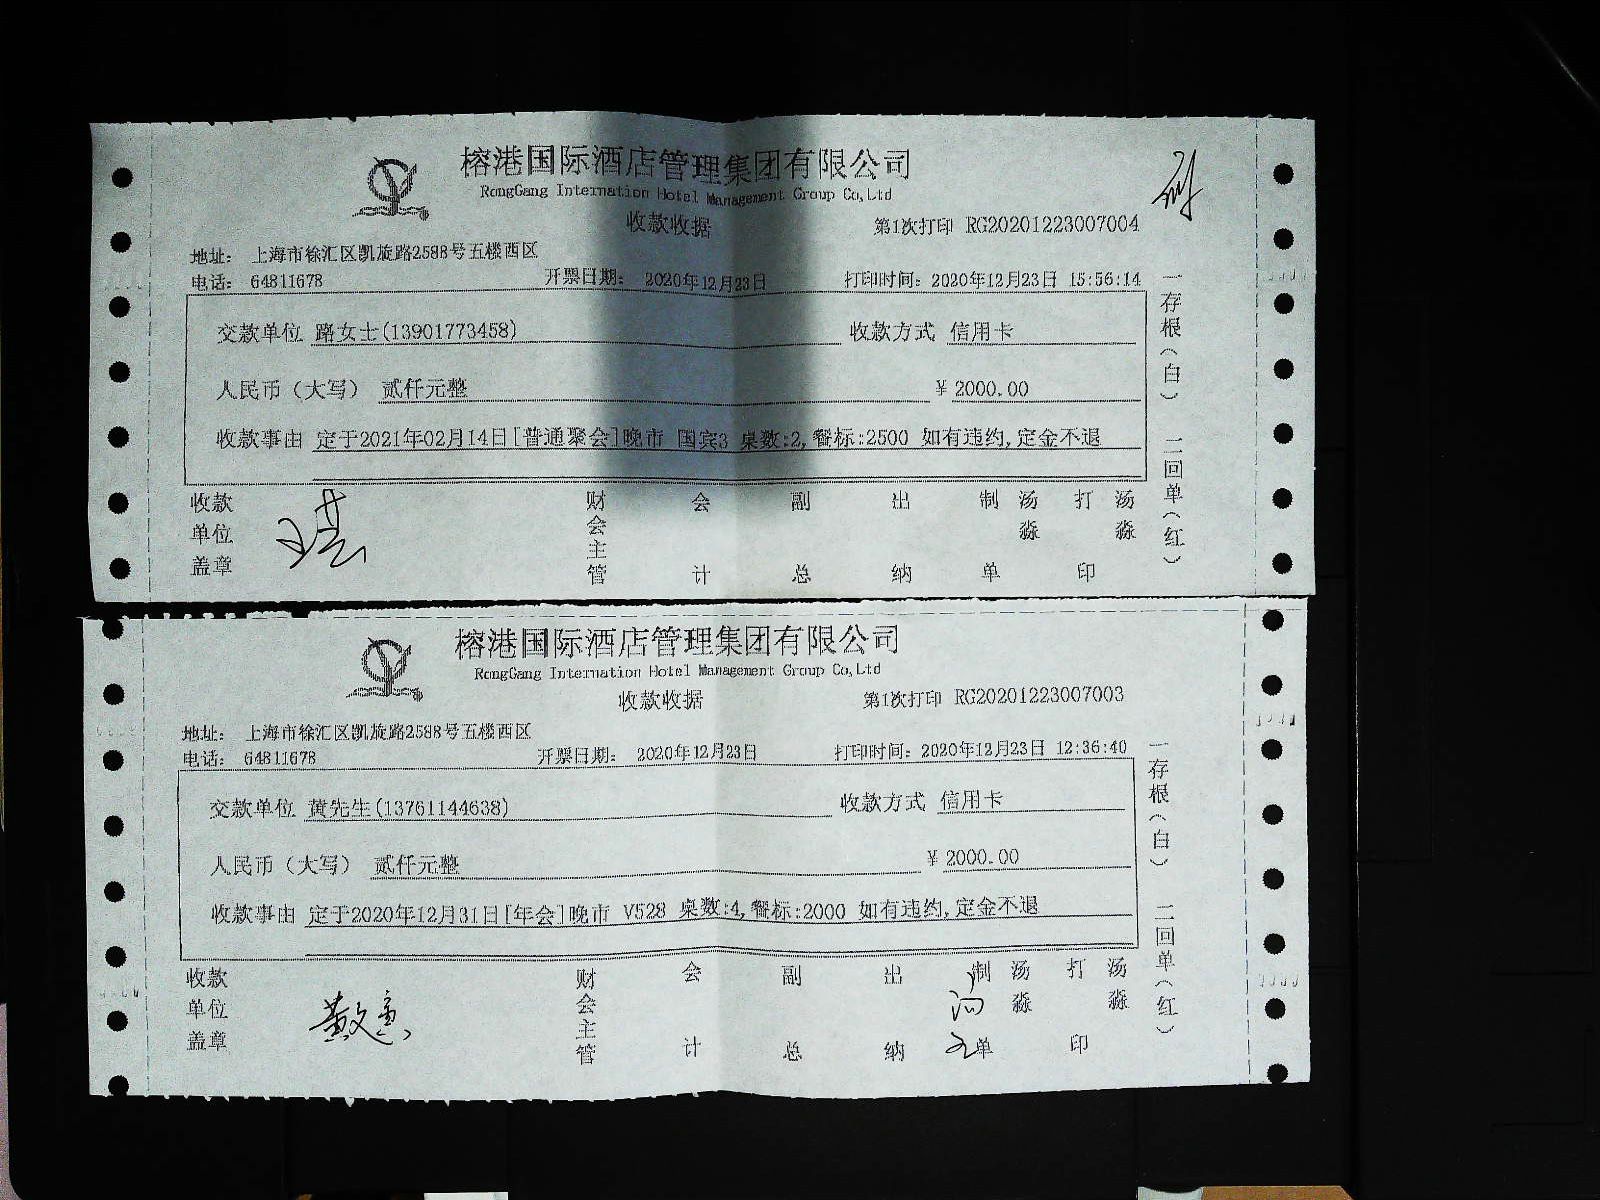 榕港国际酒店管理集团有限公司
RongGang Internation Hotel Management Group Co,Ltd
收款收据
第1次打印 RG20201223007004
地址: 上海市徐汇区凯旋路2588号五楼西区
电话: 64811678 开票日期: 2020年12月23日 打印时间: 2020年12月23日 15:56:14
交款单位 路女士(13901773458) 收款方式 信用卡
人民币（大写） 贰仟元整 ¥ 2000.00
收款事由 定于2021年02月14日[普通聚会]晚市 国宾3 桌数:2,餐标:2500 如有违约,定金不退
收款单位盖章 财会主管 会计 副总 出纳 制单 汤淼 打印 汤淼
一存根（白） 二回单（红）
榕港国际酒店管理集团有限公司
RongGang Internation Hotel Management Group Co,Ltd
收款收据
第1次打印 RG20201223007003
地址: 上海市徐汇区凯旋路2588号五楼西区
电话: 64811678 开票日期: 2020年12月23日 打印时间: 2020年12月23日 12:36:40
交款单位 黄先生(13761144638) 收款方式 信用卡
人民币（大写） 贰仟元整 ¥ 2000.00
收款事由 定于2020年12月31日[年会]晚市 V528 桌数:4,餐标:2000 如有违约,定金不退
收款单位盖章 财会主管 会计 副总 出纳 制单 汤淼 打印 汤淼
一存根（白） 二回单（红）